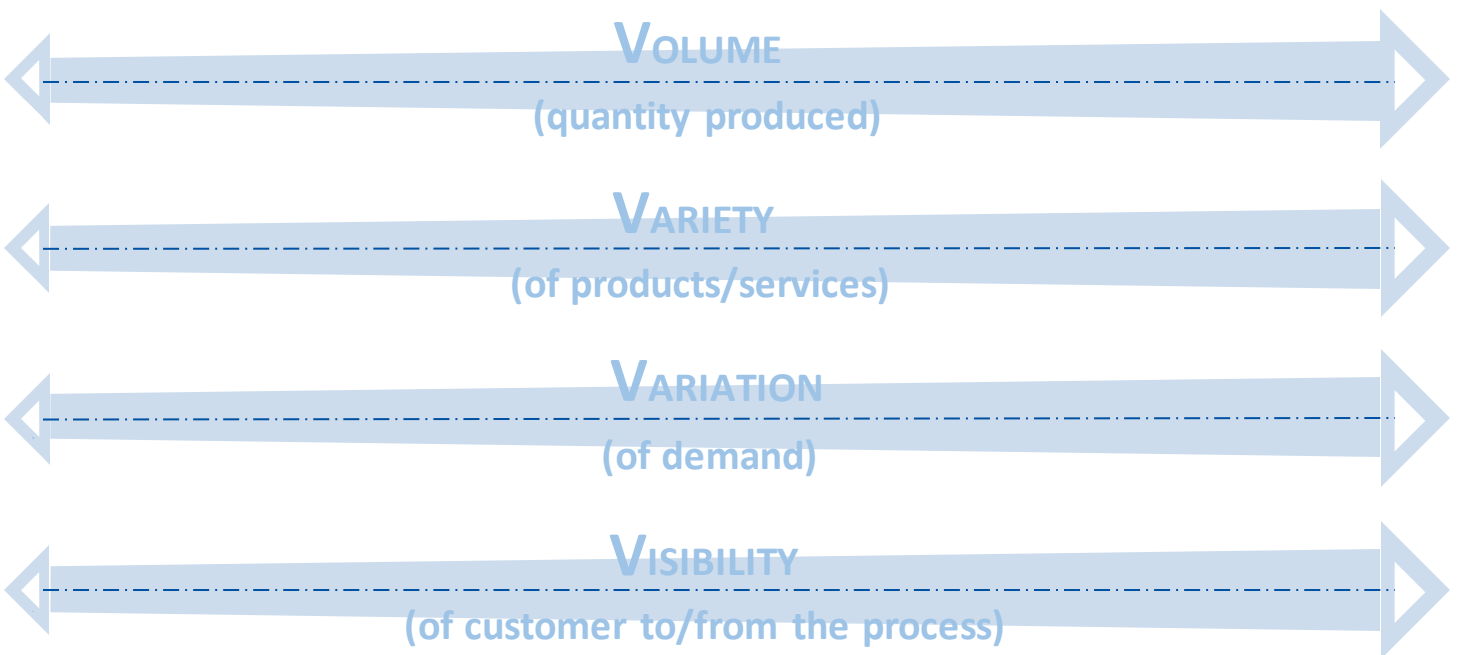 VOLUME
(quantity produced)
VARIETY
(of products/services)
VARIATION
(of demand)
VISIBILITY
(of customer to/from the process)